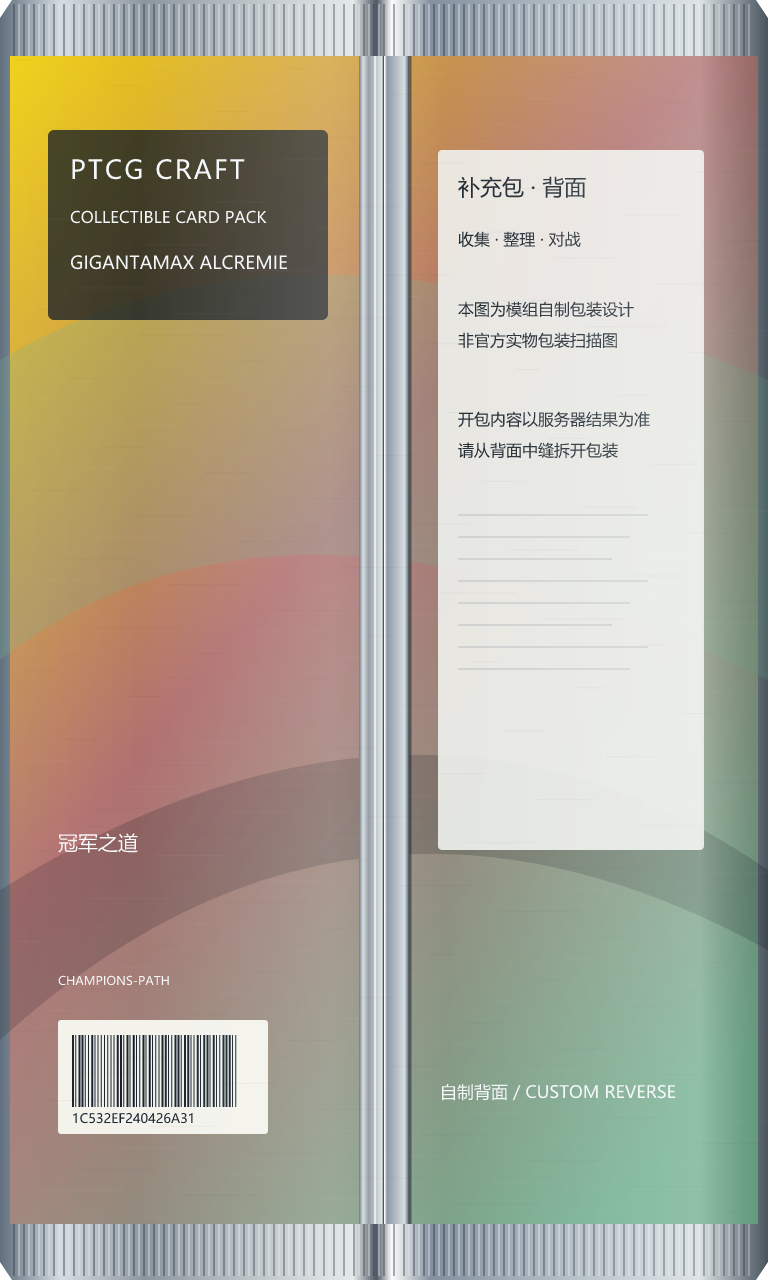 PTCG CRAFT
COLLECTIBLE CARD PACK
GIGANTAMAX ALCREMIE
冠军之道
CHAMPIONS-PATH
1C532EF240426A31
补充包 · 背面
收集 · 整理 · 对战
本图为模组自制包装设计
非官方实物包装扫描图
开包内容以服务器结果为准
请从背面中缝拆开包装
自制背面 / CUSTOM REVERSE